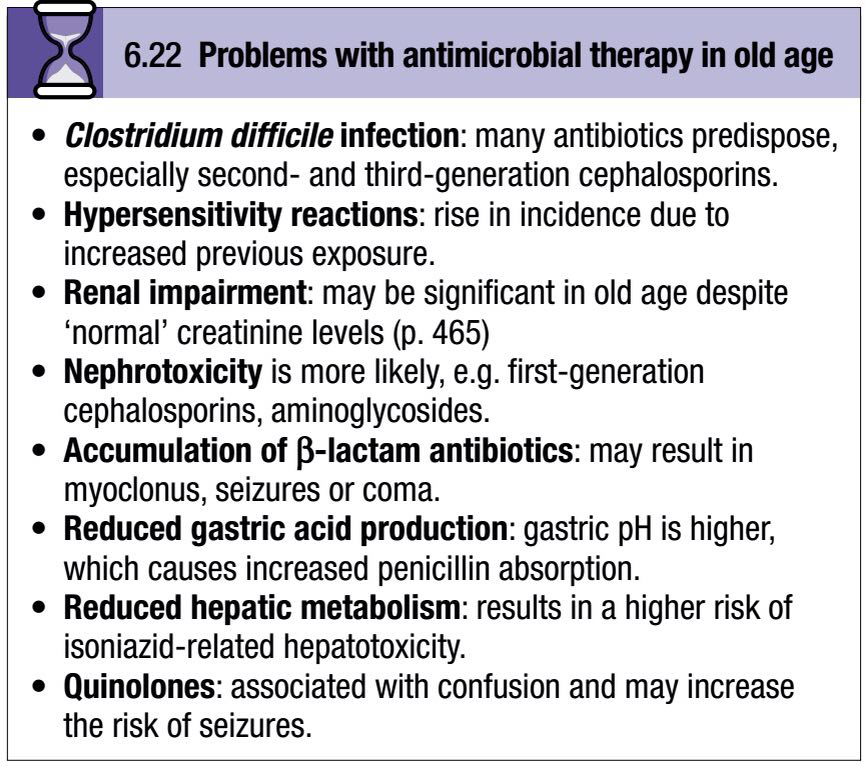 6.22 Problems with antimicrobial therapy in old age
• Clostridium difficile infection: many antibiotics predispose,
especially second- and third-generation cephalosporins.
• Hypersensitivity reactions: rise in incidence due to
increased previous exposure.
• Renal impairment: may be significant in old age despite
‘normal’ creatinine levels (p. 465)
• Nephrotoxicity is more likely, e.g. first-generation
cephalosporins, aminoglycosides.
• Accumulation of β-lactam antibiotics: may result in
myoclonus, seizures or coma.
• Reduced gastric acid production: gastric pH is higher,
which causes increased penicillin absorption.
• Reduced hepatic metabolism: results in a higher risk of
isoniazid-related hepatotoxicity.
• Quinolones: associated with confusion and may increase
the risk of seizures.